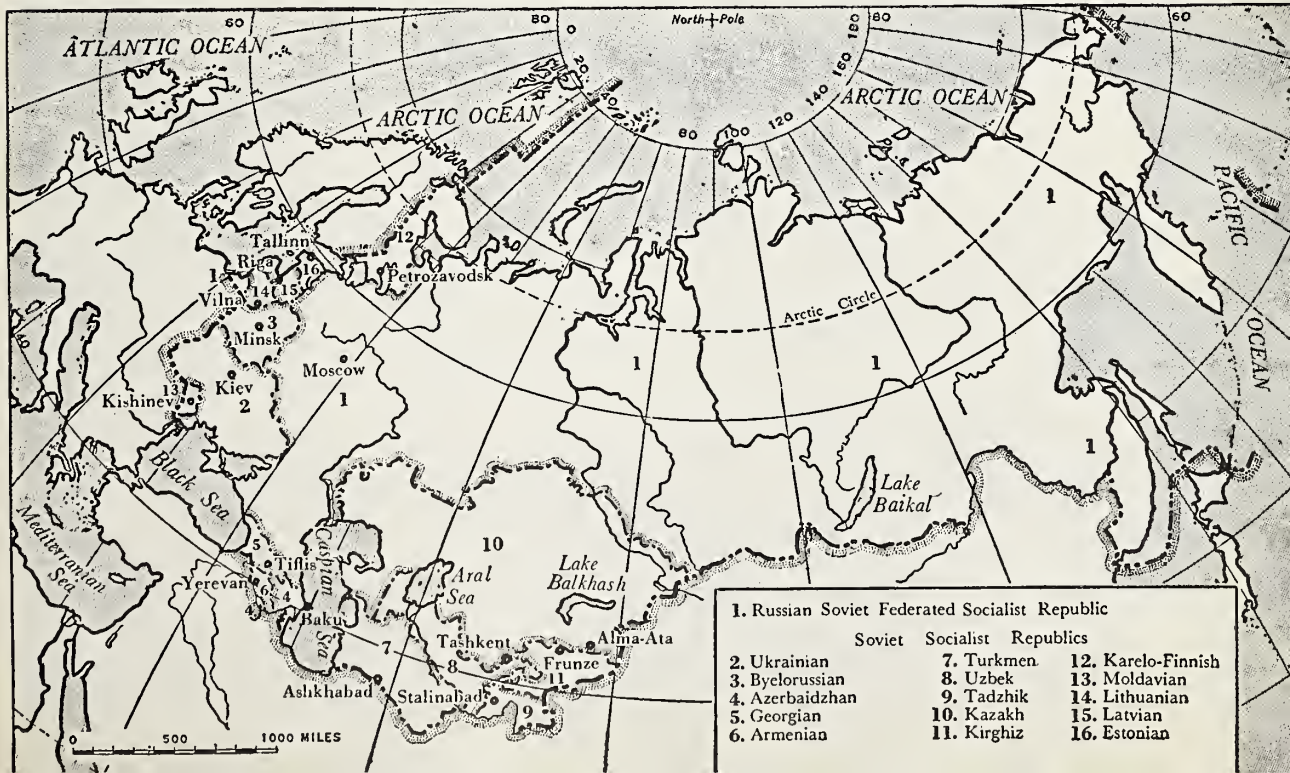 60 80 North+Pole 80 60
ATLANTIC OCEAN
0 180
20 160
40 140
60 80 100 120
ARCTIC OCEAN
ARCTIC OCEAN
PACIFIC
OCEAN
1
12
Tallinn
Riga 16
Petrozavodsk
1
14 15
Vilna
Arctic Circle
40
3
Minsk
1 1
Moscow
Kiev
13
Kishinev 2
1
1
Black Sea
Lake
Baikal
Mediterranean
Sea
10
5
Tiflis
Caspian
Sea
Aral
Sea
Lake
Balkhash
Yerevan 6 4
4
Baku
Tashkent
Alma-Ata
7
8
Frunze
11
Ashkhabad
Stalinabad
9
0 500 1000 MILES
1. Russian Soviet Federated Socialist Republic
Soviet Socialist Republics
2. Ukrainian 7. Turkmen 12. Karelo-Finnish
3. Byelorussian 8. Uzbek 13. Moldavian
4. Azerbaidzhan 9. Tadzhik 14. Lithuanian
5. Georgian 10. Kazakh 15. Latvian
6. Armenian 11. Kirghiz 16. Estonian